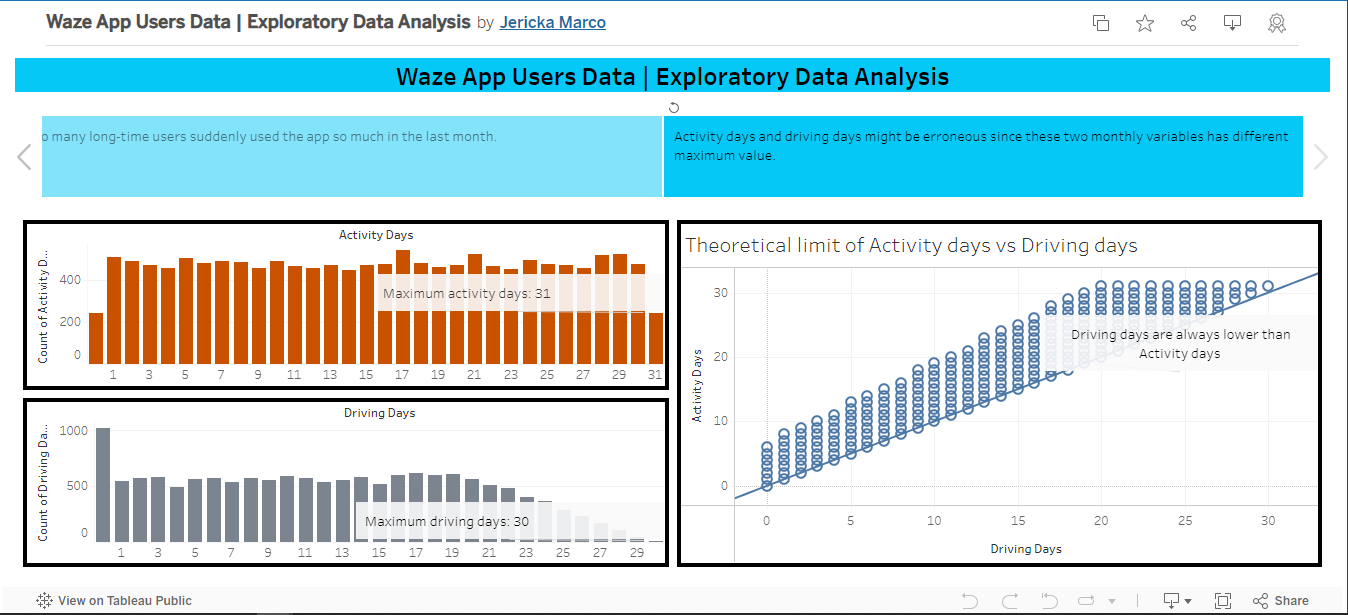 Waze App Users Data | Exploratory Data Analysis by Jericka Marco
Waze App Users Data | Exploratory Data Analysis
o many long-time users suddenly used the app so much in the last month.
Activity days and driving days might be erroneous since these two monthly variables has different
maximum value.
Activity Days
Count of Activity D...
400
200
0
Maximum activity days: 31
1 3 5 7 9 11 13 15 17 19 21 23 25 27 29 31
Driving Days
Count of Driving Da...
1000
500
0
Maximum driving days: 30
1 3 5 7 9 11 13 15 17 19 21 23 25 27 29
Theoretical limit of Activity days vs Driving days
Activity Days
30
20
10
0
Driving days are always lower than
Activity days
0 5 10 15 20 25 30
Driving Days
View on Tableau Public
Share